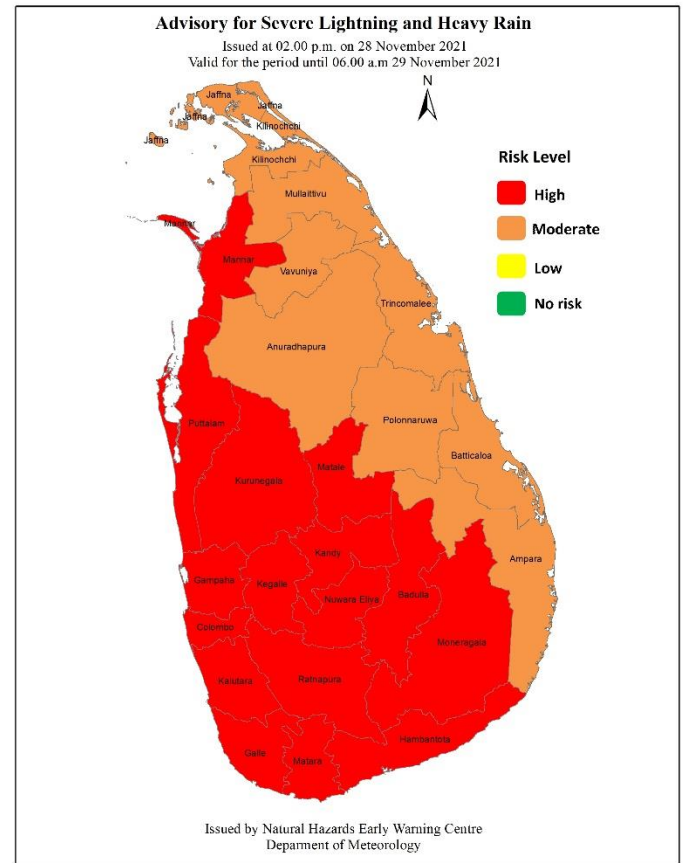 Advisory for Severe Lightning and Heavy Rain
Issued at 02.00 p.m. on 28 November 2021
Valid for the period until 06.00 a.m 29 November 2021
N
Jaffna
Jaffna
Jaffna
Kilinochchi
Jaffna
Kilinochchi
Mullaittivu
Mannar
Mannar
Vavuniya
Trincomalee
Anuradhapura
Polonnaruwa
Puttalam
Batticaloa
Matale
Kurunegala
Kandy
Ampara
Gampaha
Kegalle
Nuwara Eliya
Badulla
Colombo
Moneragala
Kalutara
Ratnapura
Hambantota
Galle
Matara
Risk Level
High
Moderate
Low
No risk
Issued by Natural Hazards Early Warning Centre
Deparment of Meteorology